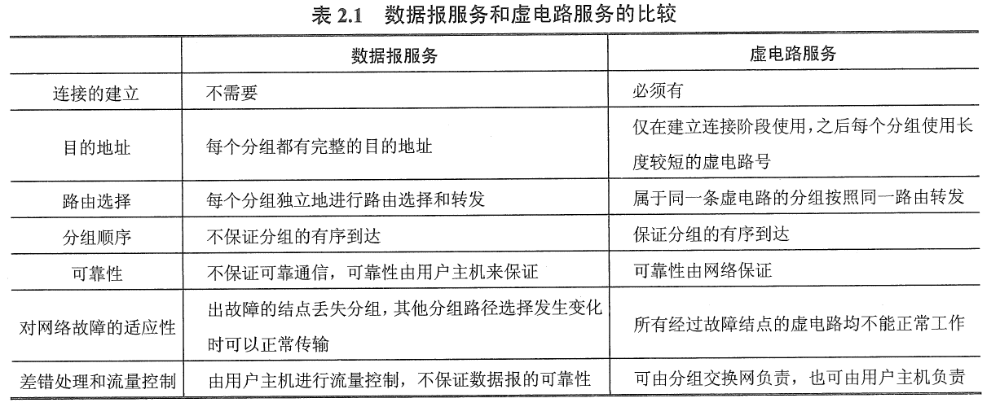 表 2.1 数据报服务和虚电路服务的比较
数据报服务 虚电路服务
连接的建立 不需要 必须有
目的地址 每个分组都有完整的目的地址 仅在建立连接阶段使用，之后每个分组使用长
度较短的虚电路号
路由选择 每个分组独立地进行路由选择和转发 属于同一条虚电路的分组按照同一路由转发
分组顺序 不保证分组的有序到达 保证分组的有序到达
可靠性 不保证可靠通信，可靠性由用户主机来保证 可靠性由网络保证
对网络故障的适应性 出故障的结点丢失分组，其他分组路径选择发生变化
时可以正常传输 所有经过故障结点的虚电路均不能正常工作
差错处理和流量控制 由用户主机进行流量控制，不保证数据报的可靠性 可由分组交换网负责，也可由用户主机负责